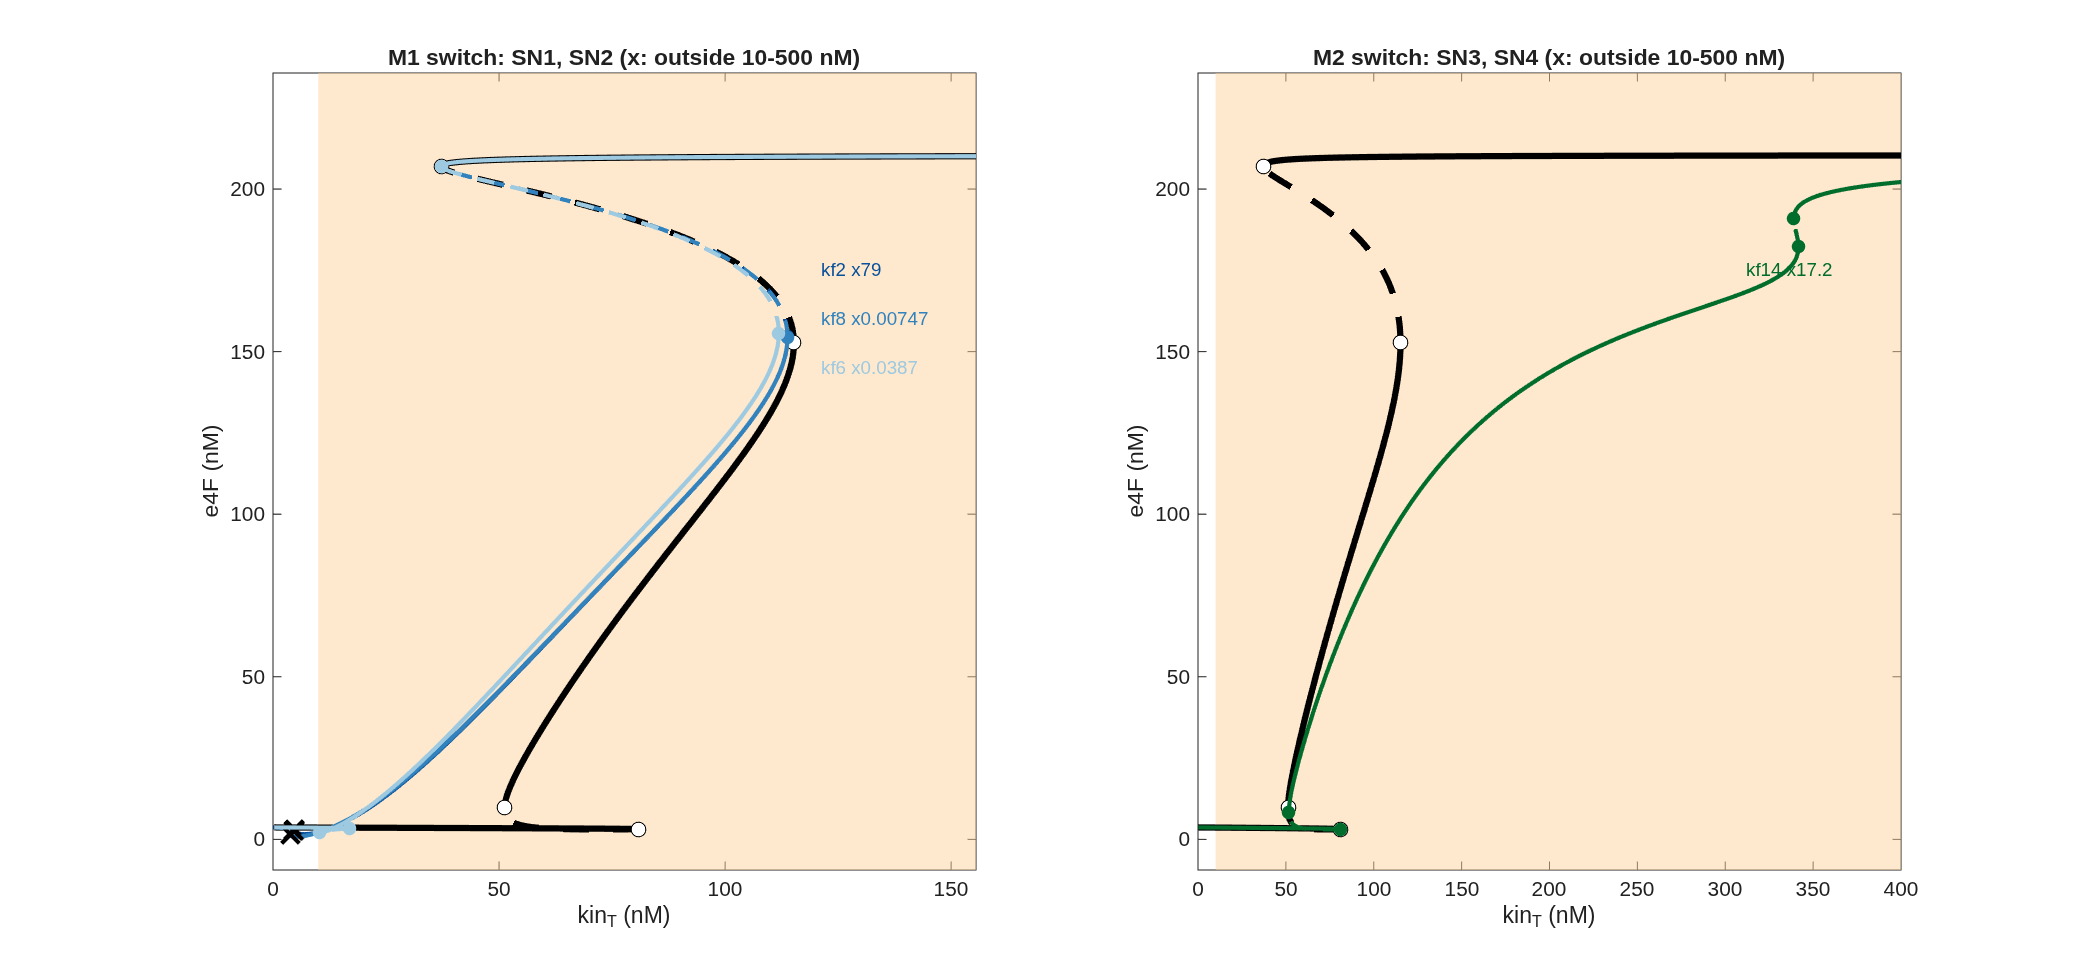 M1 switch: SN1, SN2 (x: outside 10-500 nM)
200
150
100
50
0
e4F (nM)
kf2 x79
kf8 x0.00747
kf6 x0.0387
0 50 100 150
kinT (nM)
M2 switch: SN3, SN4 (x: outside 10-500 nM)
200
150
100
50
0
e4F (nM)
kf14 x17.2
0 50 100 150 200 250 300 350 400
kinT (nM)